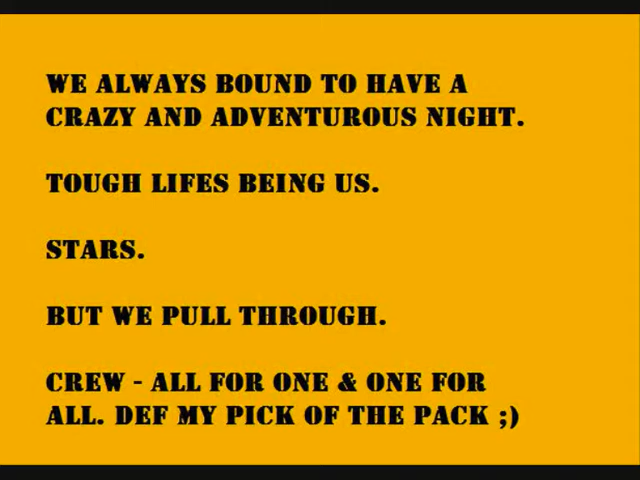 WE ALWAYS BOUND TO HAVE A
CRAZY AND ADVENTUROUS NIGHT.
TOUGH LIFES BEING US.
STARS.
BUT WE PULL THROUGH.
CREW - ALL FOR ONE & ONE FOR
ALL. DEF MY PICK OF THE PACK ;)